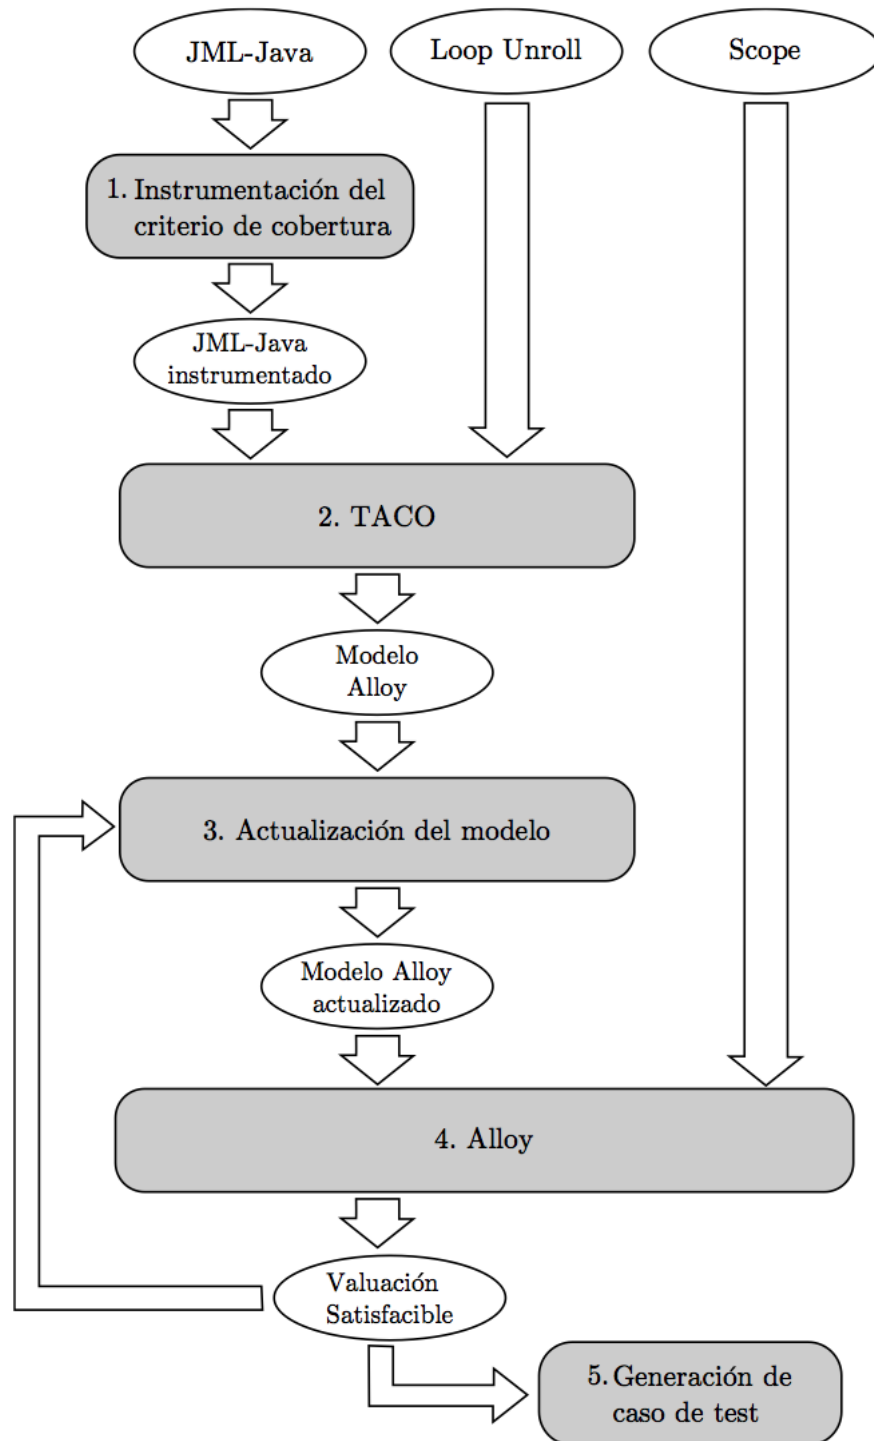 JML-Java
Loop Unroll
Scope
1. Instrumentación del
criterio de cobertura
JML-Java
instrumentado
2. TACO
Modelo
Alloy
3. Actualización del modelo
Modelo Alloy
actualizado
4. Alloy
Valuación
Satisfacible
5. Generación de
caso de test